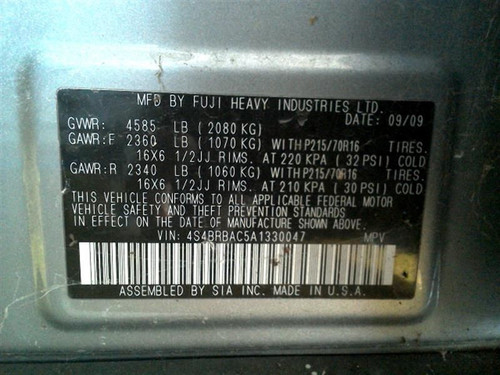 MFD BY FUJI HEAVY INDUSTRIES LTD.
DATE: 09/09
GVWR: 4585 LB (2080 KG)
GAWR:F 2360 LB (1070 KG) WITH P215/70R16 TIRES.
16X6 1/2JJ RIMS. AT 220 KPA (32 PSI) COLD
GAWR:R 2340 LB (1060 KG) WITH P215/70R16 TIRES.
16X6 1/2JJ RIMS. AT 210 KPA (30 PSI) COLD
THIS VEHICLE CONFORMS TO ALL APPLICABLE FEDERAL MOTOR
VEHICLE SAFETY AND THEFT PREVENTION STANDARDS
IN EFFECT ON THE DATE OF MANUFACTURE SHOWN ABOVE.
VIN: 4S4BRBAC5A1330047 MPV
ASSEMBLED BY SIA INC. MADE IN U.S.A.